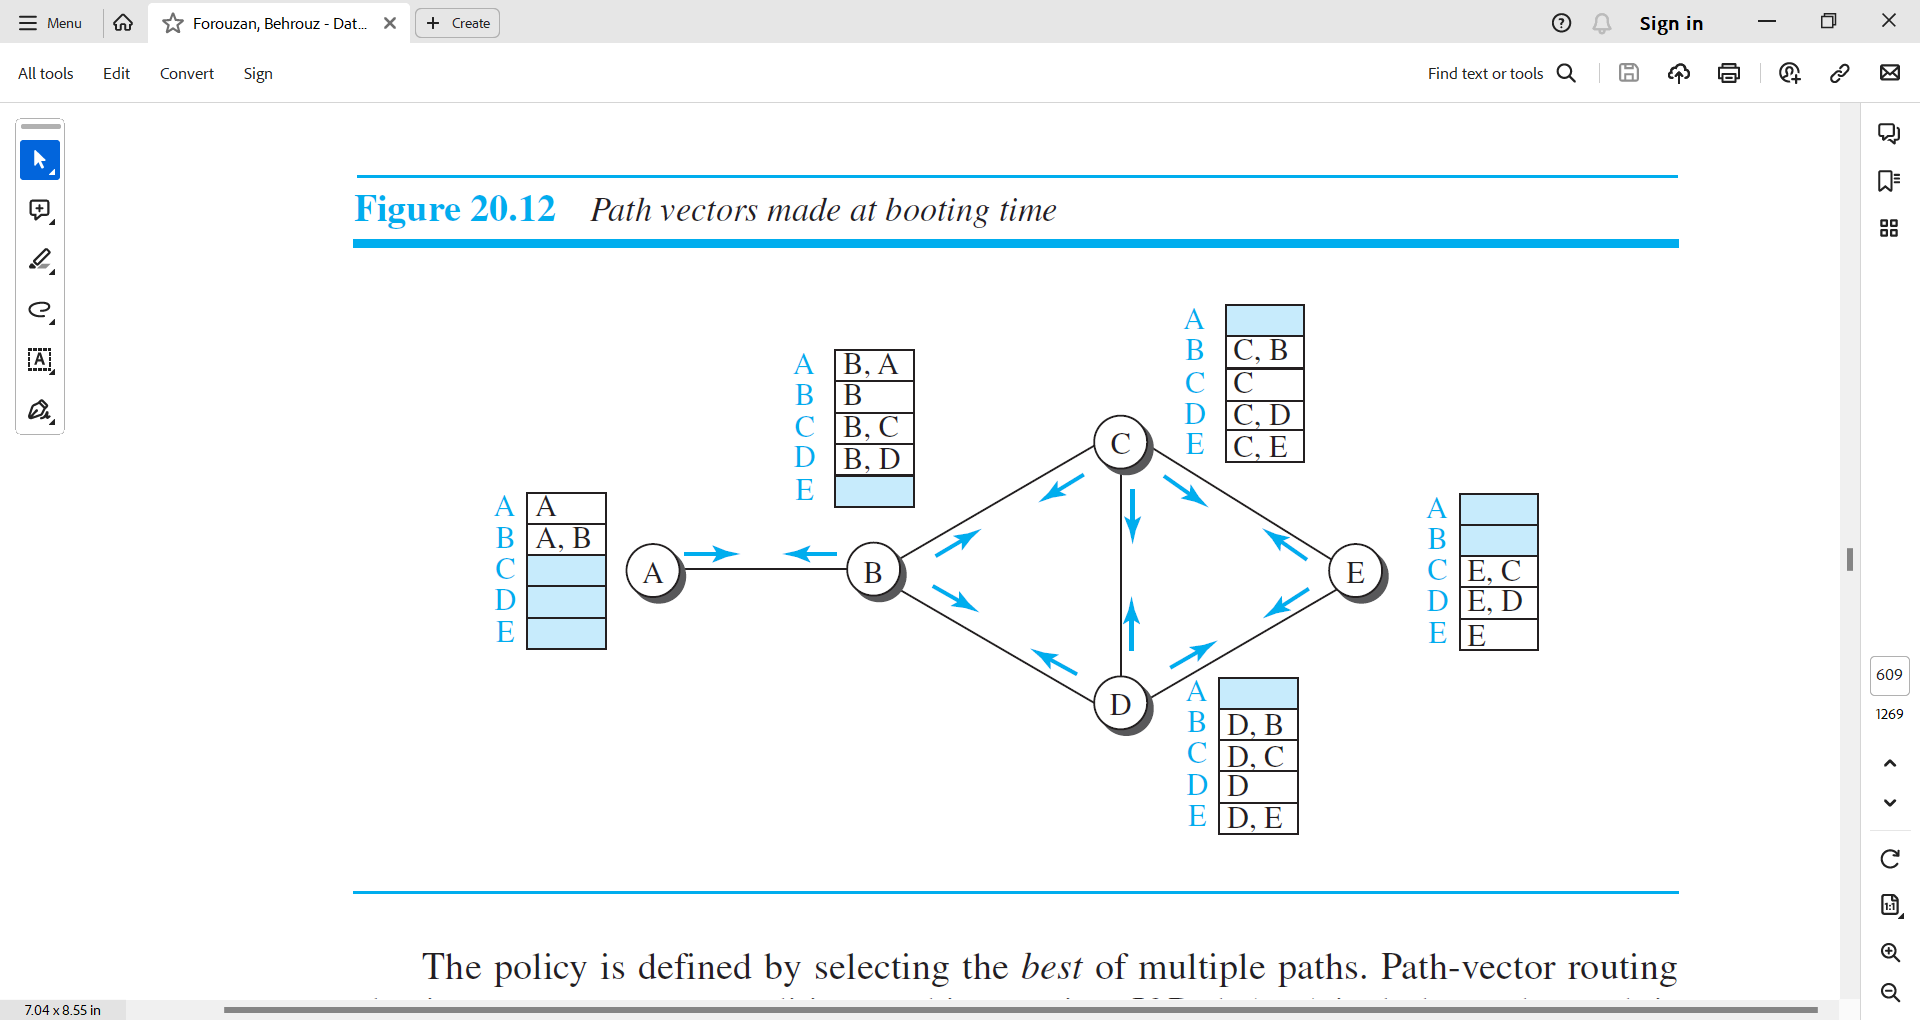 Menu
Forouzan, Behrouz - Dat...
Create
Sign in
All tools
Edit
Convert
Sign
Find text or tools
Figure 20.12 Path vectors made at booting time
A
B, A
B
B
C
B, C
D
B, D
E
A
B
C, B
C
C
D
C, D
E
C, E
A
A
B
A, B
C
D
E
A
B
C
E, C
D
E, D
E
E
A
B
C
D
E
A
B
D, B
C
D, C
D
D
E
D, E
The policy is defined by selecting the best of multiple paths. Path-vector routing
609
1269
1:1
7.04 x 8.55 in